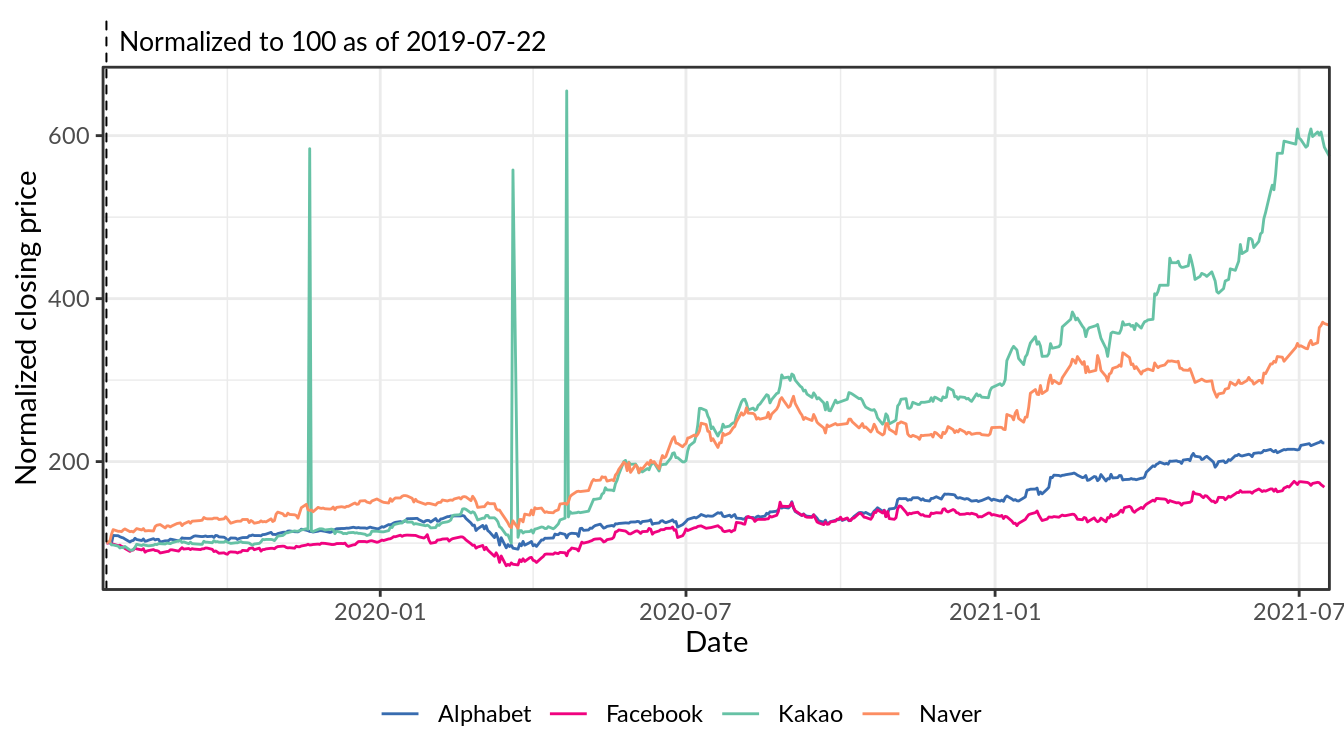 Normalized to 100 as of 2019-07-22
Normalized closing price
600
400
200
2020-01
2020-07
2021-01
2021-07
Date
Alphabet Facebook Kakao Naver